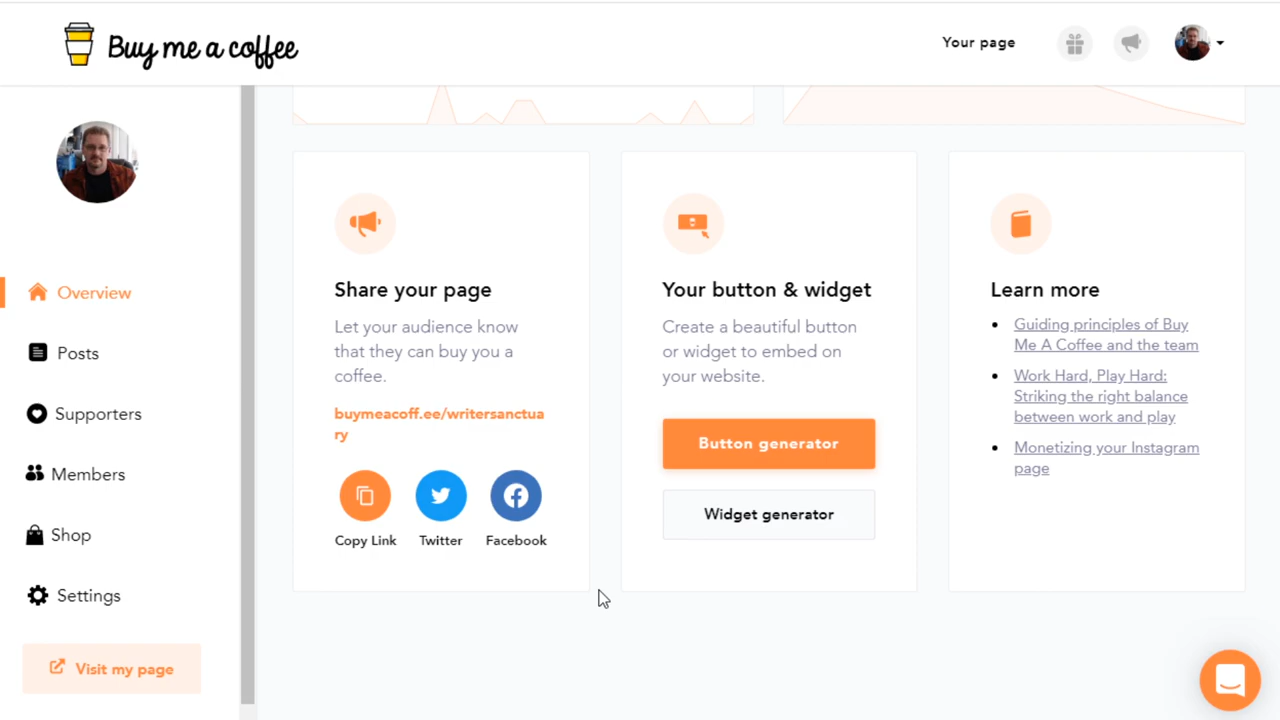 Buy me a coffee
Your page
Overview
Posts
Supporters
Members
Shop
Settings
Visit my page
Share your page
Let your audience know
that they can buy you a
coffee.
buymeacoff.ee/writersanctua
ry
Copy Link
Twitter
Facebook
Your button & widget
Create a beautiful button
or widget to embed on
your website.
Button generator
Widget generator
Learn more
Guiding principles of Buy
Me A Coffee and the team
Work Hard, Play Hard:
Striking the right balance
between work and play
Monetizing your Instagram
page